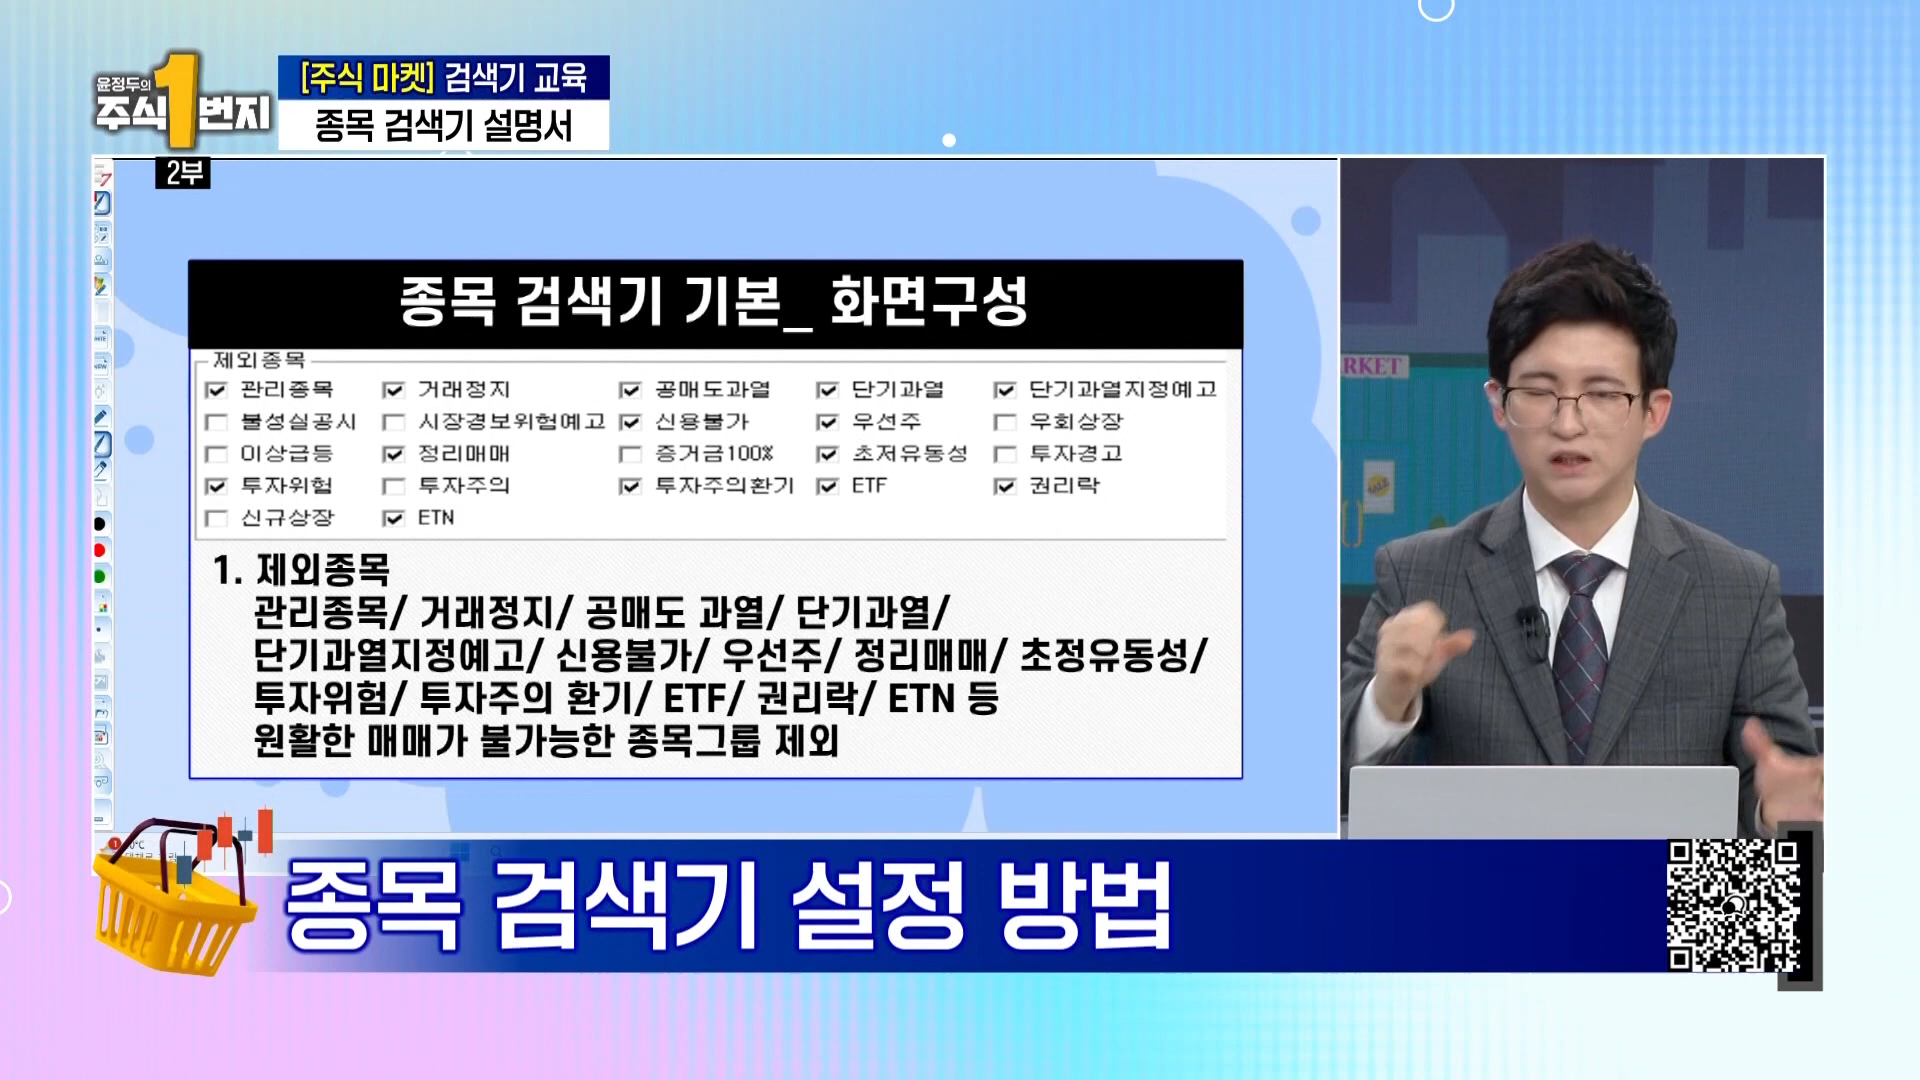 윤정두의
주식1번지
[주식 마켓] 검색기 교육
종목 검색기 설명서
2부
종목 검색기 기본_ 화면구성
제외종목
관리종목 거래정지 공매도과열 단기과열 단기과열지정예고
불성실공시 시장경보위험예고 신용불가 우선주 우회상장
이상급등 정리매매 증거금100% 초저유동성 투자경고
투자위험 투자주의 투자주의환기 ETF 권리락
신규상장 ETN
1. 제외종목
관리종목/ 거래정지/ 공매도 과열/ 단기과열/
단기과열지정예고/ 신용불가/ 우선주/ 정리매매/ 초정유동성/
투자위험/ 투자주의 환기/ ETF/ 권리락/ ETN 등
원활한 매매가 불가능한 종목그룹 제외
RKET
SALE
종목 검색기 설정 방법